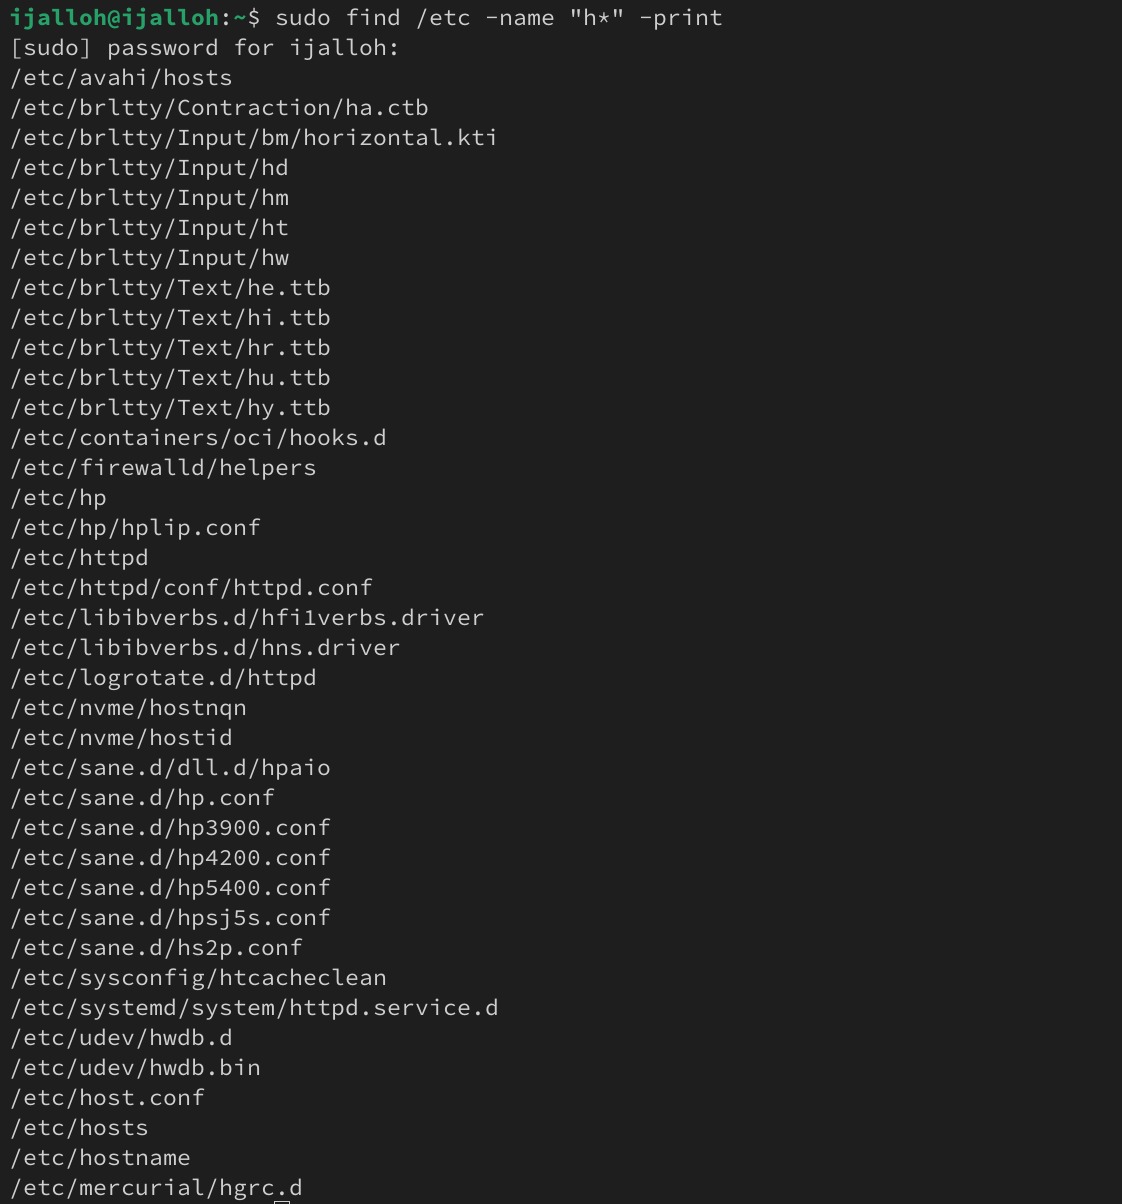 ijalloh@ijalloh:~$ sudo find /etc -name "h*" -print
[sudo] password for ijalloh:
/etc/avahi/hosts
/etc/brltty/Contraction/ha.ctb
/etc/brltty/Input/bm/horizontal.kti
/etc/brltty/Input/hd
/etc/brltty/Input/hm
/etc/brltty/Input/ht
/etc/brltty/Input/hw
/etc/brltty/Text/he.ttb
/etc/brltty/Text/hi.ttb
/etc/brltty/Text/hr.ttb
/etc/brltty/Text/hu.ttb
/etc/brltty/Text/hy.ttb
/etc/containers/oci/hooks.d
/etc/firewalld/helpers
/etc/hp
/etc/hp/hplip.conf
/etc/httpd
/etc/httpd/conf/httpd.conf
/etc/libibverbs.d/hfi1verbs.driver
/etc/libibverbs.d/hns.driver
/etc/logrotate.d/httpd
/etc/nvme/hostnqn
/etc/nvme/hostid
/etc/sane.d/dll.d/hpaio
/etc/sane.d/hp.conf
/etc/sane.d/hp3900.conf
/etc/sane.d/hp4200.conf
/etc/sane.d/hp5400.conf
/etc/sane.d/hpsj5s.conf
/etc/sane.d/hs2p.conf
/etc/sysconfig/htcacheclean
/etc/systemd/system/httpd.service.d
/etc/udev/hwdb.d
/etc/udev/hwdb.bin
/etc/host.conf
/etc/hosts
/etc/hostname
/etc/mercurial/hgrc.d